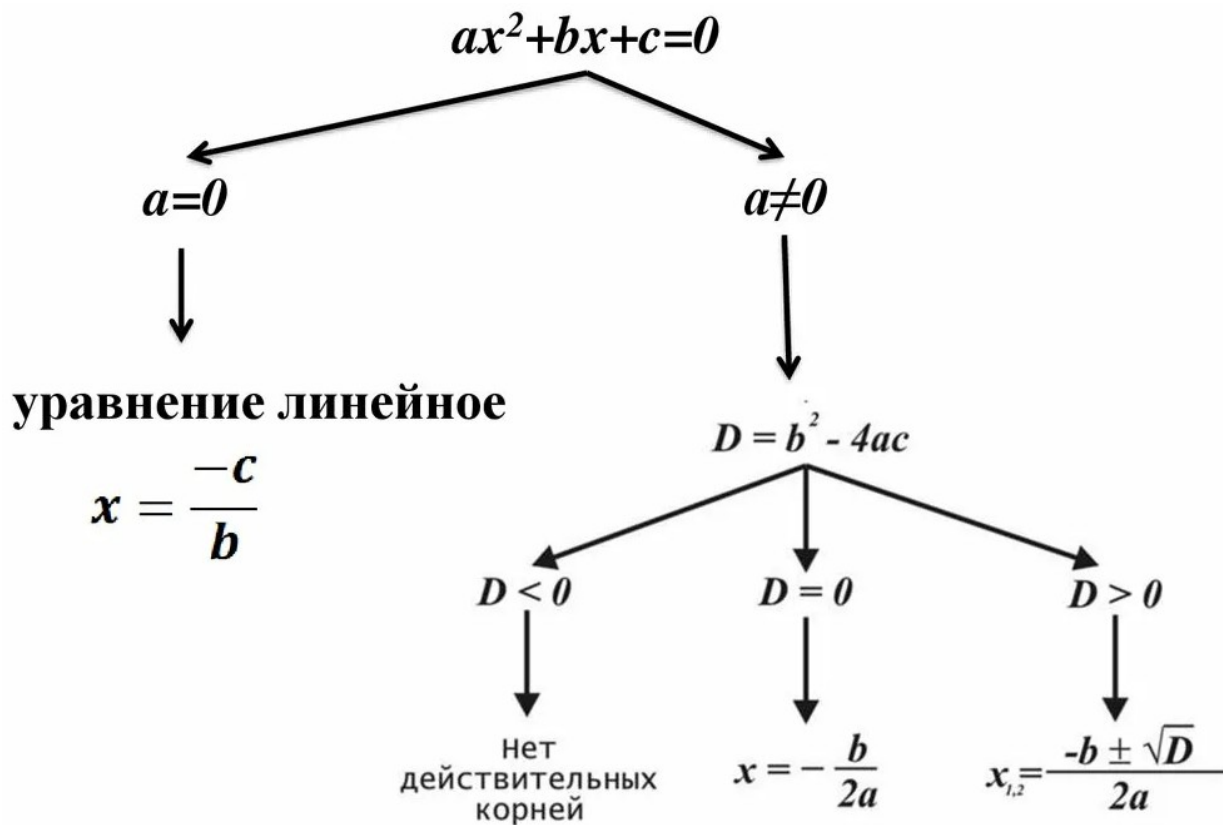 ax²+bx+c=0
a=0
a≠0
уравнение линейное
x = −c/b
D = b² - 4ac
D < 0
D = 0
D > 0
Нет
действительных
корней
x = − b/2a
x₁,₂= -b ± √D/2a